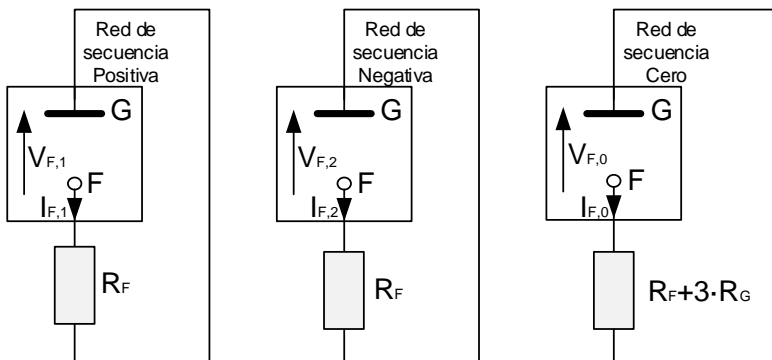 Red de
secuencia
Positiva
G
VF,1
F
IF,1
RF
Red de
secuencia
Negativa
G
VF,2
F
IF,2
RF
Red de
secuencia
Cero
G
VF,0
F
IF,0
RF+3·RG